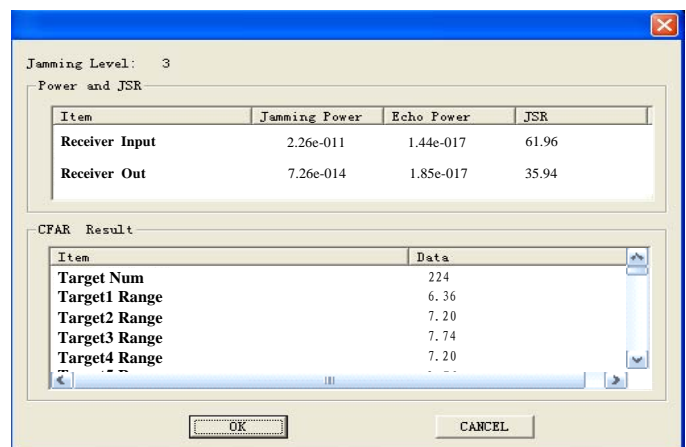 Jamming Level: 3
Power and JSR
Item Jamming Power Echo Power JSR
Receiver Input 2.26e-011 1.44e-017 61.96
Receiver Out 7.26e-014 1.85e-017 35.94
CFAR Result
Item Data
Target Num 224
Target1 Range 6.36
Target2 Range 7.20
Target3 Range 7.74
Target4 Range 7.20
OK CANCEL